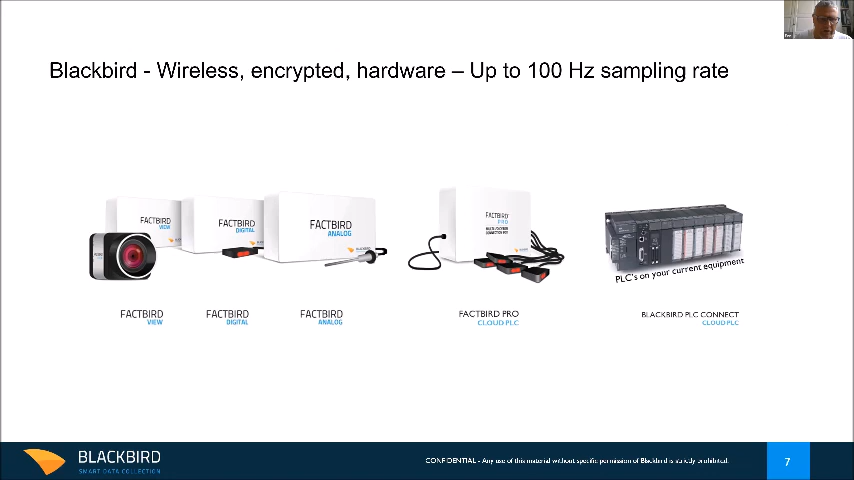 Blackbird - Wireless, encrypted, hardware – Up to 100 Hz sampling rate
FACTBIRD
VIEW
FACTBIRD
DIGITAL
FACTBIRD
ANALOG
FACTBIRD
PRO
PLC's on your current equipment
FACTBIRD
VIEW
FACTBIRD
DIGITAL
FACTBIRD
ANALOG
FACTBIRD PRO
CLOUD PLC
BLACKBIRD PLC CONNECT
CLOUD PLC
BLACKBIRD
SMART DATA COLLECTION
CONFIDENTIAL - Any use of this material without specific permission of Blackbird is strictly prohibited.
7